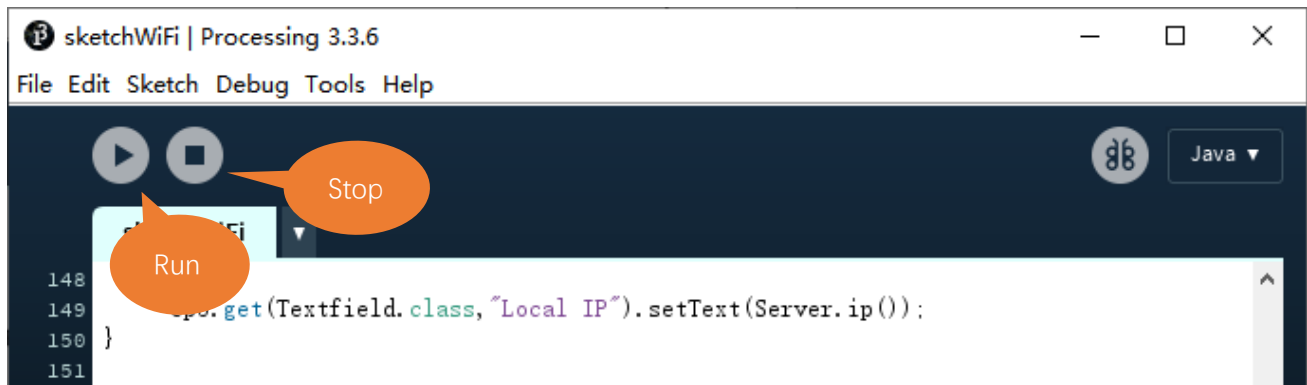 sketchWiFi | Processing 3.3.6
File Edit Sketch Debug Tools Help
Java ▼
Stop
Run
148
149 .get(Textfield.class,"Local IP").setText(Server.ip());
150 }
151